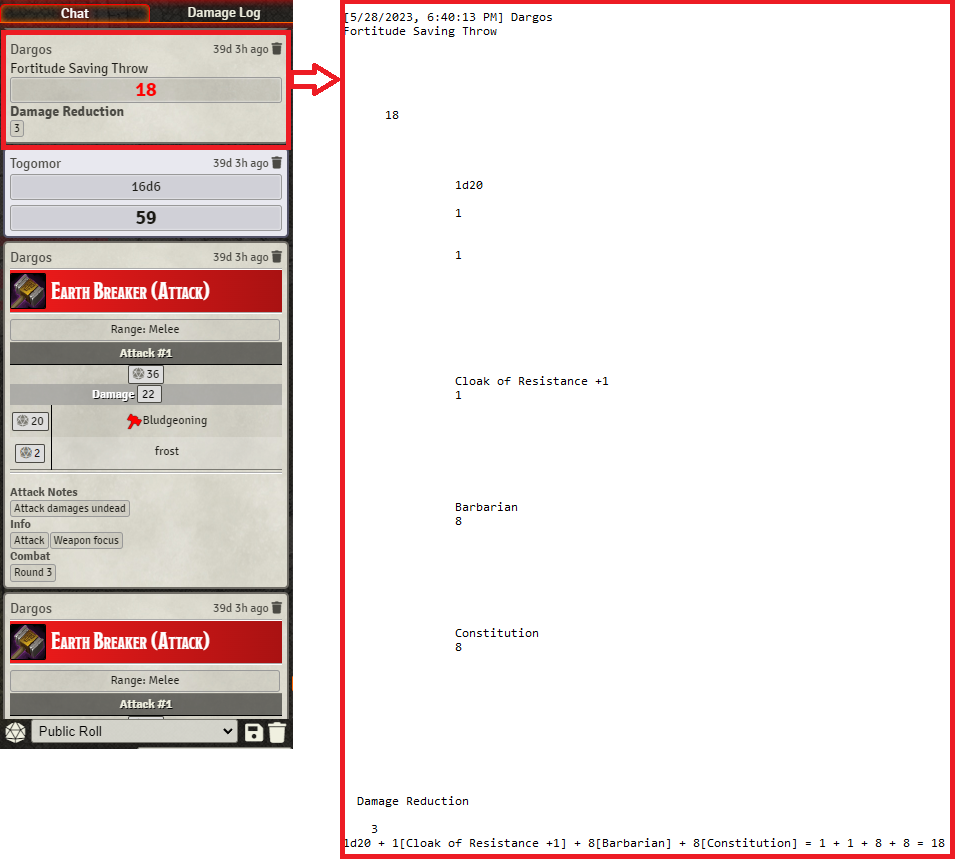 Chat
Damage Log
Dargos
39d 3h ago
Fortitude Saving Throw
18
Damage Reduction
3
Togomor
39d 3h ago
16d6
59
Dargos
39d 3h ago
Earth Breaker (Attack)
Range: Melee
Attack #1
36
Damage 22
20
Bludgeoning
2
frost
Attack Notes
Attack damages undead
Info
Attack Weapon focus
Combat
Round 3
Dargos
39d 3h ago
Earth Breaker (Attack)
Range: Melee
Attack #1
Public Roll
[5/28/2023, 6:40:13 PM] Dargos
Fortitude Saving Throw
18
1d20
1
1
Cloak of Resistance +1
1
Barbarian
8
Constitution
8
Damage Reduction
3
1d20 + 1[Cloak of Resistance +1] + 8[Barbarian] + 8[Constitution] = 1 + 1 + 8 + 8 = 18